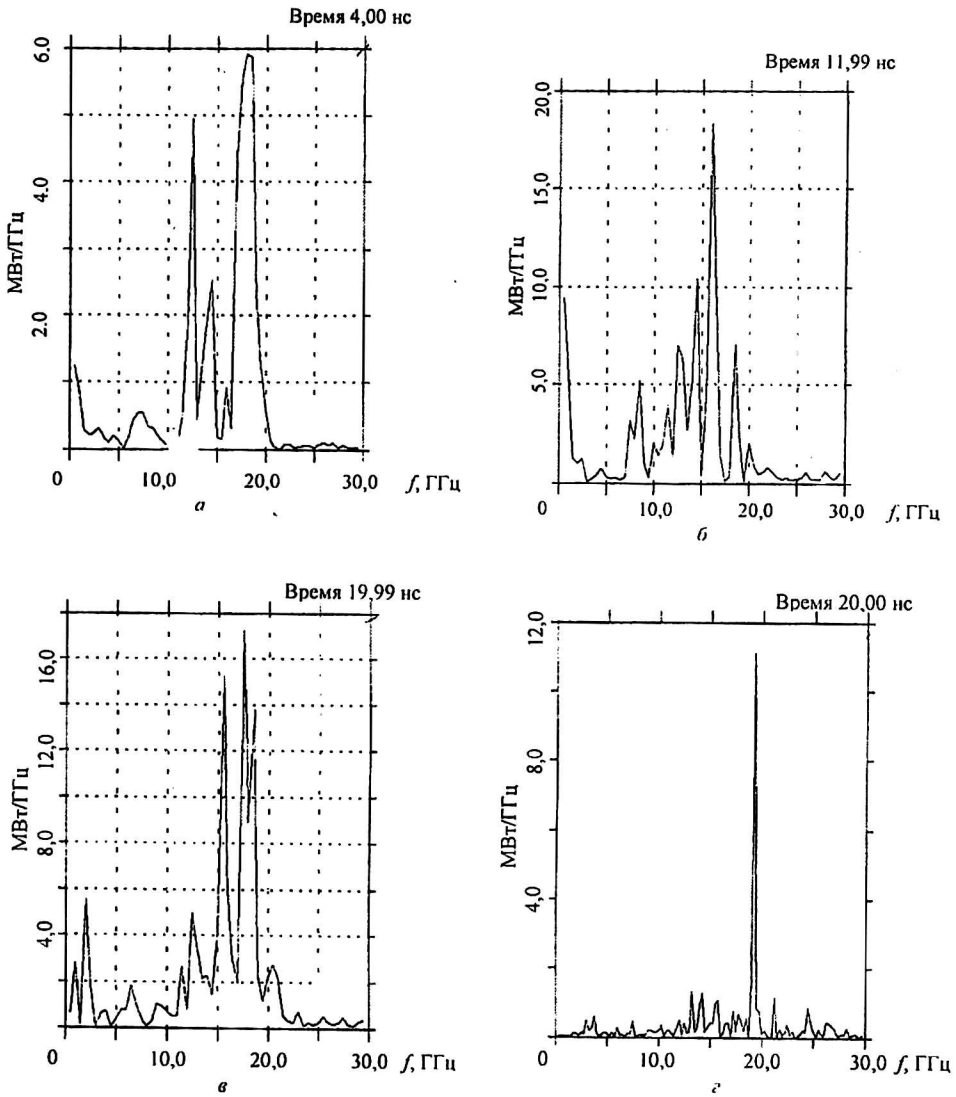 Время 4,00 нс
6,0
4.0
2.0
МВт/ГГц
0
10,0
20,0
30,0
f, ГГц
а
Время 11,99 нс
20,0
15,0
10,0
5,0
МВт/ГГц
0
10,0
20,0
30,0
f, ГГц
б
Время 19,99 нс
16,0
12,0
8,0
4,0
МВт/ГГц
0
10,0
20,0
30,0
f, ГГц
в
Время 20,00 нс
12,0
8,0
4,0
МВт/ГГц
0
10,0
20,0
30,0
f, ГГц
г